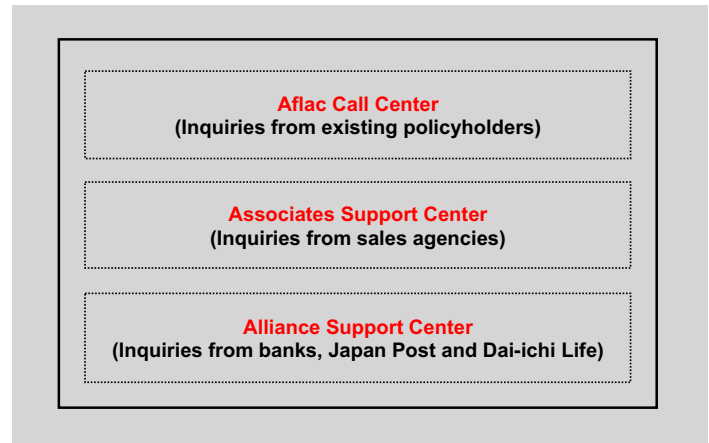 Aflac Call Center
(Inquiries from existing policyholders)
Associates Support Center
(Inquiries from sales agencies)
Alliance Support Center
(Inquiries from banks, Japan Post and Dai-ichi Life)